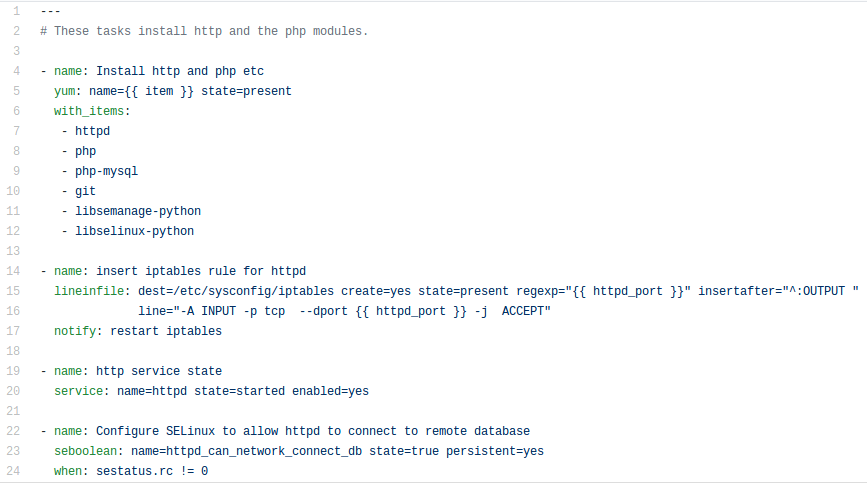 1 ---
2 # These tasks install http and the php modules.
3
4 - name: Install http and php etc
5   yum: name={{ item }} state=present
6   with_items:
7    - httpd
8    - php
9    - php-mysql
10    - git
11    - libsemanage-python
12    - libselinux-python
13
14 - name: insert iptables rule for httpd
15   lineinfile: dest=/etc/sysconfig/iptables create=yes state=present regexp="{{ httpd_port }}" insertafter="^:OUTPUT "
16               line="-A INPUT -p tcp  --dport {{ httpd_port }} -j  ACCEPT"
17   notify: restart iptables
18
19 - name: http service state
20   service: name=httpd state=started enabled=yes
21
22 - name: Configure SELinux to allow httpd to connect to remote database
23   seboolean: name=httpd_can_network_connect_db state=true persistent=yes
24   when: sestatus.rc != 0